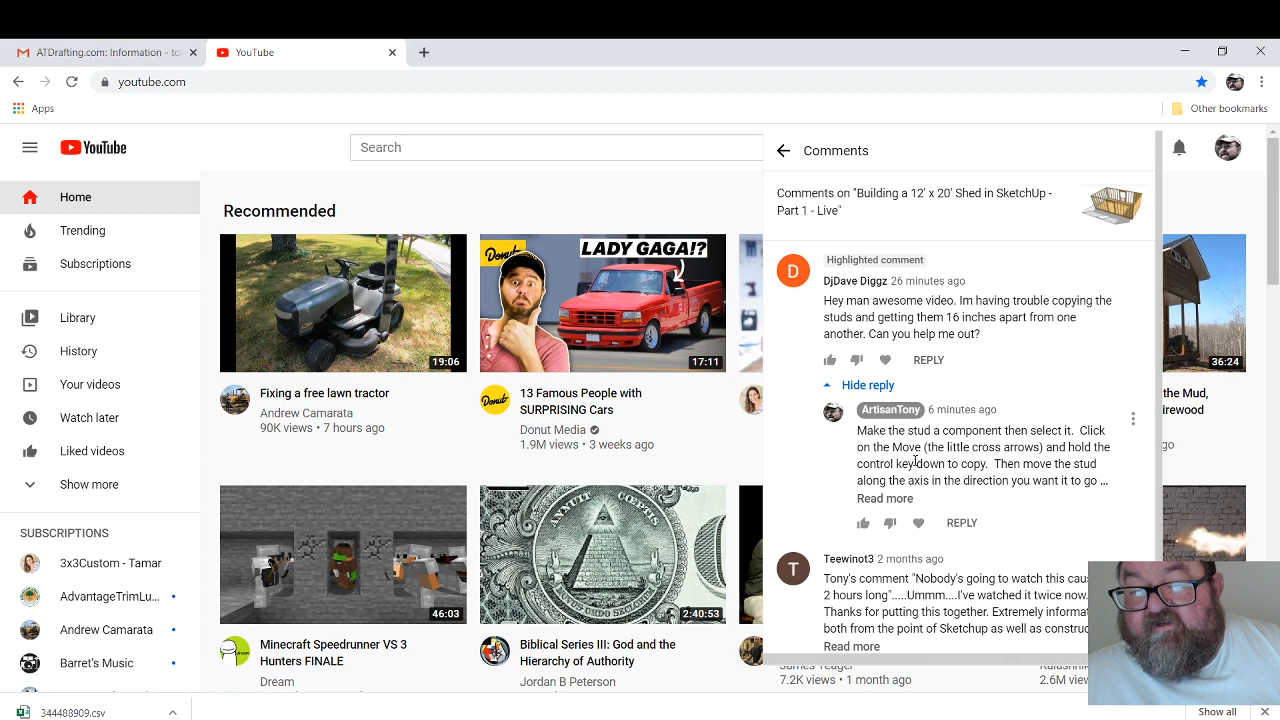 ATDrafting.com: Information - to
YouTube
youtube.com
Apps
Other bookmarks
YouTube
Search
Comments
Home
Trending
Subscriptions
Library
History
Your videos
Watch later
Liked videos
Show more
SUBSCRIPTIONS
3x3Custom - Tamar
AdvantageTrimLu...
Andrew Camarata
Barret's Music
Recommended
19:06
Fixing a free lawn tractor
Andrew Camarata
90K views • 7 hours ago
Donut
LADY GAGA!?
17:11
13 Famous People with
SURPRISING Cars
Donut Media
1.9M views • 3 weeks ago
46:03
Minecraft Speedrunner VS 3
Hunters FINALE
Dream
ANNUIT COEPTIS
2:40:53
Biblical Series III: God and the
Hierarchy of Authority
Jordan B Peterson
Comments on "Building a 12' x 20' Shed in SketchUp -
Part 1 - Live"
D
Highlighted comment
DjDave Diggz 26 minutes ago
Hey man awesome video. Im having trouble copying the
studs and getting them 16 inches apart from one
another. Can you help me out?
REPLY
Hide reply
ArtisanTony 6 minutes ago
Make the stud a component then select it. Click
on the Move (the little cross arrows) and hold the
control key down to copy. Then move the stud
along the axis in the direction you want it to go ...
Read more
REPLY
T
Teewinot3 2 months ago
Tony's comment "Nobody's going to watch this cau
2 hours long".....Ummm....I've watched it twice now.
Thanks for putting this together. Extremely informa
both from the point of Sketchup as well as construc
Read more
36:24
the Mud,
irewood
go
James Teager
7.2K views • 1 month ago
2.6M
344488909.csv
Show all